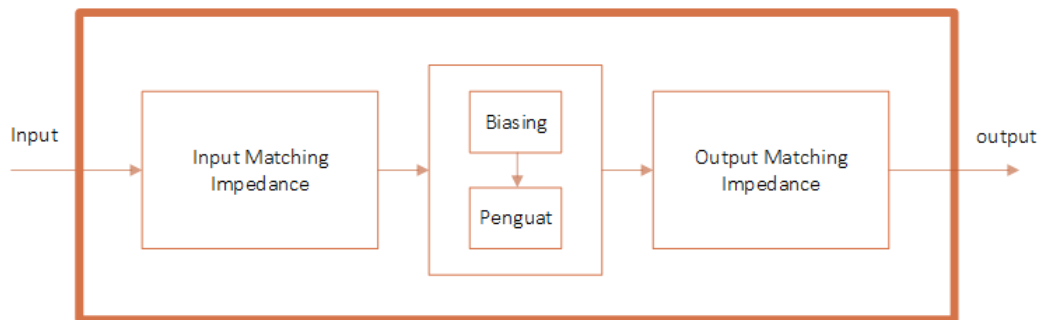 Input
Input Matching
Impedance
Biasing
Penguat
Output Matching
Impedance
output